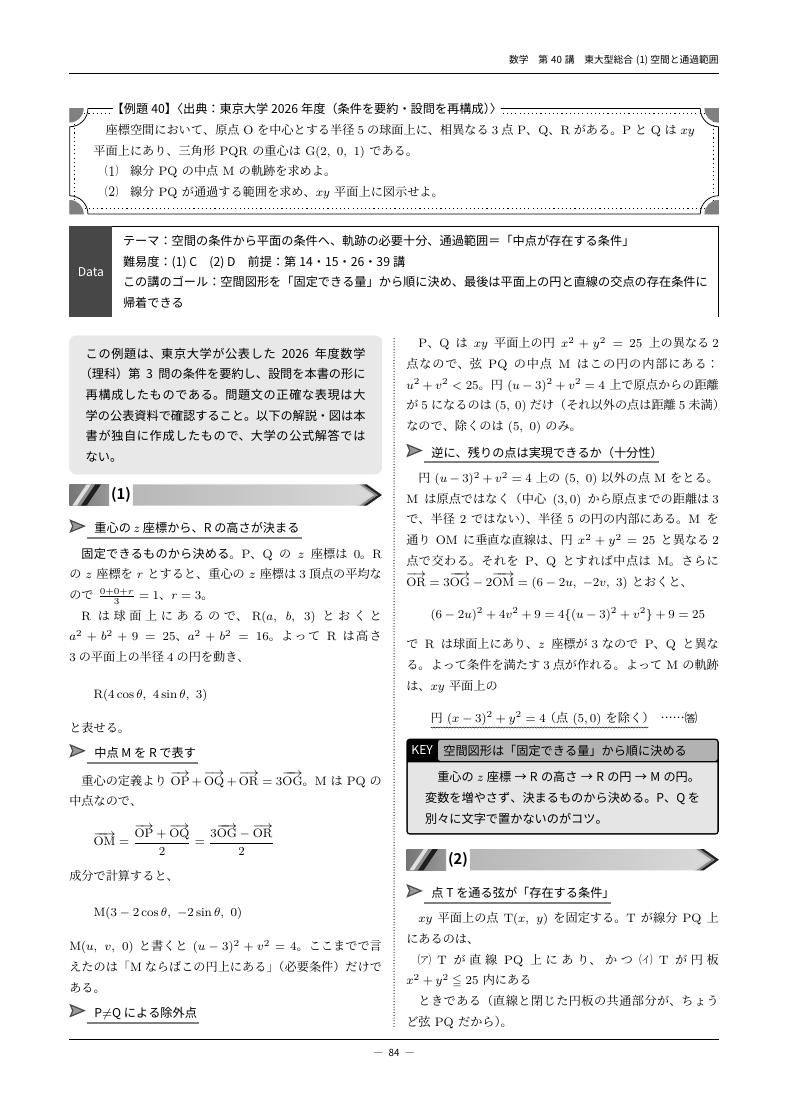 数学　第 40 講　東大型総合 (1) 空間と通過範囲
【例題 40】〈出典：東京大学 2026 年度（条件を要約・設問を再構成）〉
座標空間において、原点 O を中心とする半径 5 の球面上に、相異なる 3 点 P、Q、R がある。P と Q は xy
平面上にあり、三角形 PQR の重心は G(2, 0, 1) である。
(1)　線分 PQ の中点 M の軌跡を求めよ。
(2)　線分 PQ が通過する範囲を求め、xy 平面上に図示せよ。
Data
テーマ：空間の条件から平面の条件へ、軌跡の必要十分、通過範囲＝「中点が存在する条件」
難易度：(1) C　(2) D　前提：第 14・15・26・39 講
この講のゴール：空間図形を「固定できる量」から順に決め、最後は平面上の円と直線の交点の存在条件に
帰着できる
この例題は、東京大学が公表した 2026 年度数学
（理科）第 3 問の条件を要約し、設問を本書の形に
再構成したものである。問題文の正確な表現は大
学の公表資料で確認すること。以下の解説・図は本
書が独自に作成したもので、大学の公式解答では
ない。
(1)
重心の z 座標から、R の高さが決まる
固定できるものから決める。P、Q の z 座標は 0。R
の z 座標を r とすると、重心の z 座標は 3 頂点の平均な
ので (0+0+r)/3 = 1、r = 3。
R は球面上にあるので、R(a, b, 3) とおくと
a² + b² + 9 = 25、a² + b² = 16。よって R は高さ
3 の平面上の半径 4 の円を動き、
R(4 cos θ, 4 sin θ, 3)
と表せる。
中点 M を R で表す
重心の定義より OP→ + OQ→ + OR→ = 3OG→。M は PQ の
中点なので、
OM→ = (OP→ + OQ→)/2 = (3OG→ − OR→)/2
成分で計算すると、
M(3 − 2 cos θ, −2 sin θ, 0)
M(u, v, 0) と書くと (u − 3)² + v² = 4。ここまでで言
えたのは「M ならばこの円上にある」（必要条件）だけで
ある。
P≠Q による除外点
P、Q は xy 平面上の円 x² + y² = 25 上の異なる 2
点なので、弦 PQ の中点 M はこの円の内部にある：
u² + v² < 25。円 (u − 3)² + v² = 4 上で原点からの距離
が 5 になるのは (5, 0) だけ（それ以外の点は距離 5 未満）
なので、除くのは (5, 0) のみ。
逆に、残りの点は実現できるか（十分性）
円 (u − 3)² + v² = 4 上の (5, 0) 以外の点 M をとる。
M は原点ではなく（中心 (3,0) から原点までの距離は 3
で、半径 2 ではない）、半径 5 の円の内部にある。M を
通り OM に垂直な直線は、円 x² + y² = 25 と異なる 2
点で交わる。それを P、Q とすれば中点は M。さらに
OR→ = 3OG→ − 2OM→ = (6 − 2u, −2v, 3) とおくと、
(6 − 2u)² + 4v² + 9 = 4{(u − 3)² + v²} + 9 = 25
で R は球面上にあり、z 座標が 3 なので P、Q と異な
る。よって条件を満たす 3 点が作れる。よって M の軌跡
は、xy 平面上の
円 (x − 3)² + y² = 4（点 (5,0) を除く）　……㊄答
KEY　空間図形は「固定できる量」から順に決める
重心の z 座標 → R の高さ → R の円 → M の円。
変数を増やさず、決まるものから決める。P、Q を
別々に文字で置かないのがコツ。
(2)
点 T を通る弦が「存在する条件」
xy 平面上の点 T(x, y) を固定する。T が線分 PQ 上
にあるのは、
(ア) T が直線 PQ 上にあり、かつ (イ) T が円板
x² + y² ≦ 25 内にある
ときである（直線と閉じた円板の共通部分が、ちょう
ど弦 PQ だから）。
— 84 —